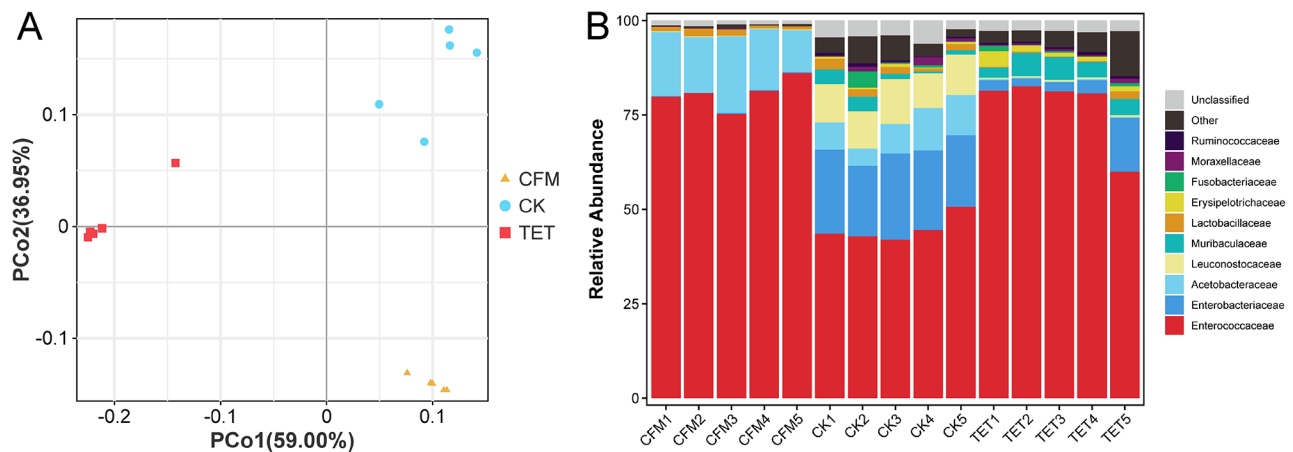 A
PCo2(36.95%)
0.1
0
-0.1
-0.2
-0.1
0
0.1
PCo1(59.00%)
CFM
CK
TET
B
Relative Abundance
100
75
50
25
0
CFM1
CFM2
CFM3
CFM4
CFM5
CK1
CK2
CK3
CK4
CK5
TET1
TET2
TET3
TET4
TET5
Unclassified
Other
Ruminococcaceae
Moraxellaceae
Fusobacteriaceae
Erysipelotrichaceae
Lactobacillaceae
Muribaculaceae
Leuconostocaceae
Acetobacteraceae
Enterobacteriaceae
Enterococcaceae